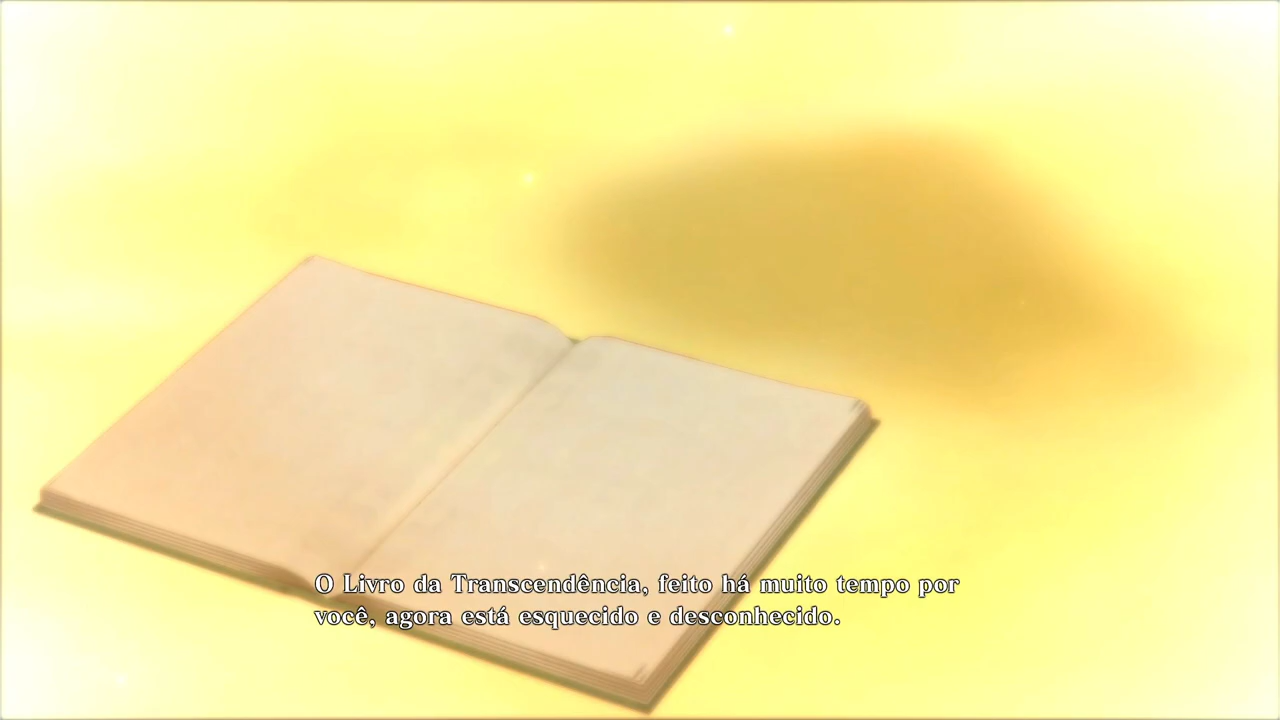 O Livro da Transcendência, feito há muito tempo por
você, agora está esquecido e desconhecido.